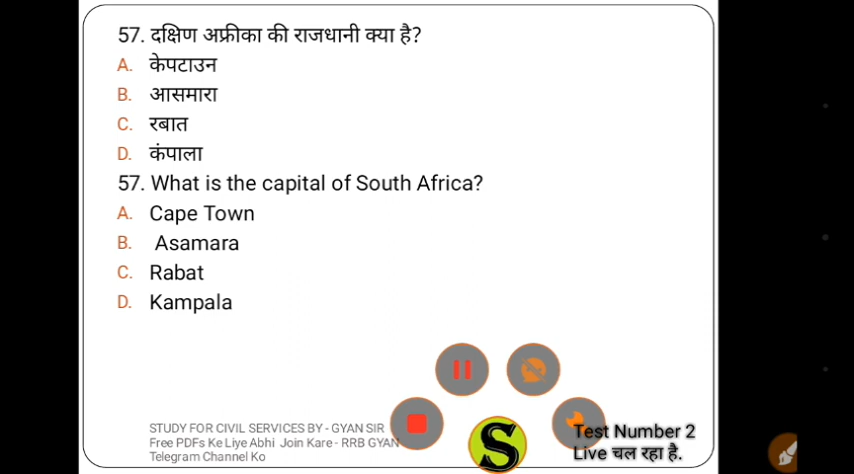 57. दक्षिण अफ्रीका की राजधानी क्या है?
A. केपटाउन
B. आसमारा
C. रबात
D. कंपाला
57. What is the capital of South Africa?
A. Cape Town
B. Asamara
C. Rabat
D. Kampala
STUDY FOR CIVIL SERVICES BY - GYAN SIR
Free PDFs Ke Liye Abhi Join Kare - RRB GYAN
Telegram Channel Ko
S
Test Number 2
Live चल रहा है.